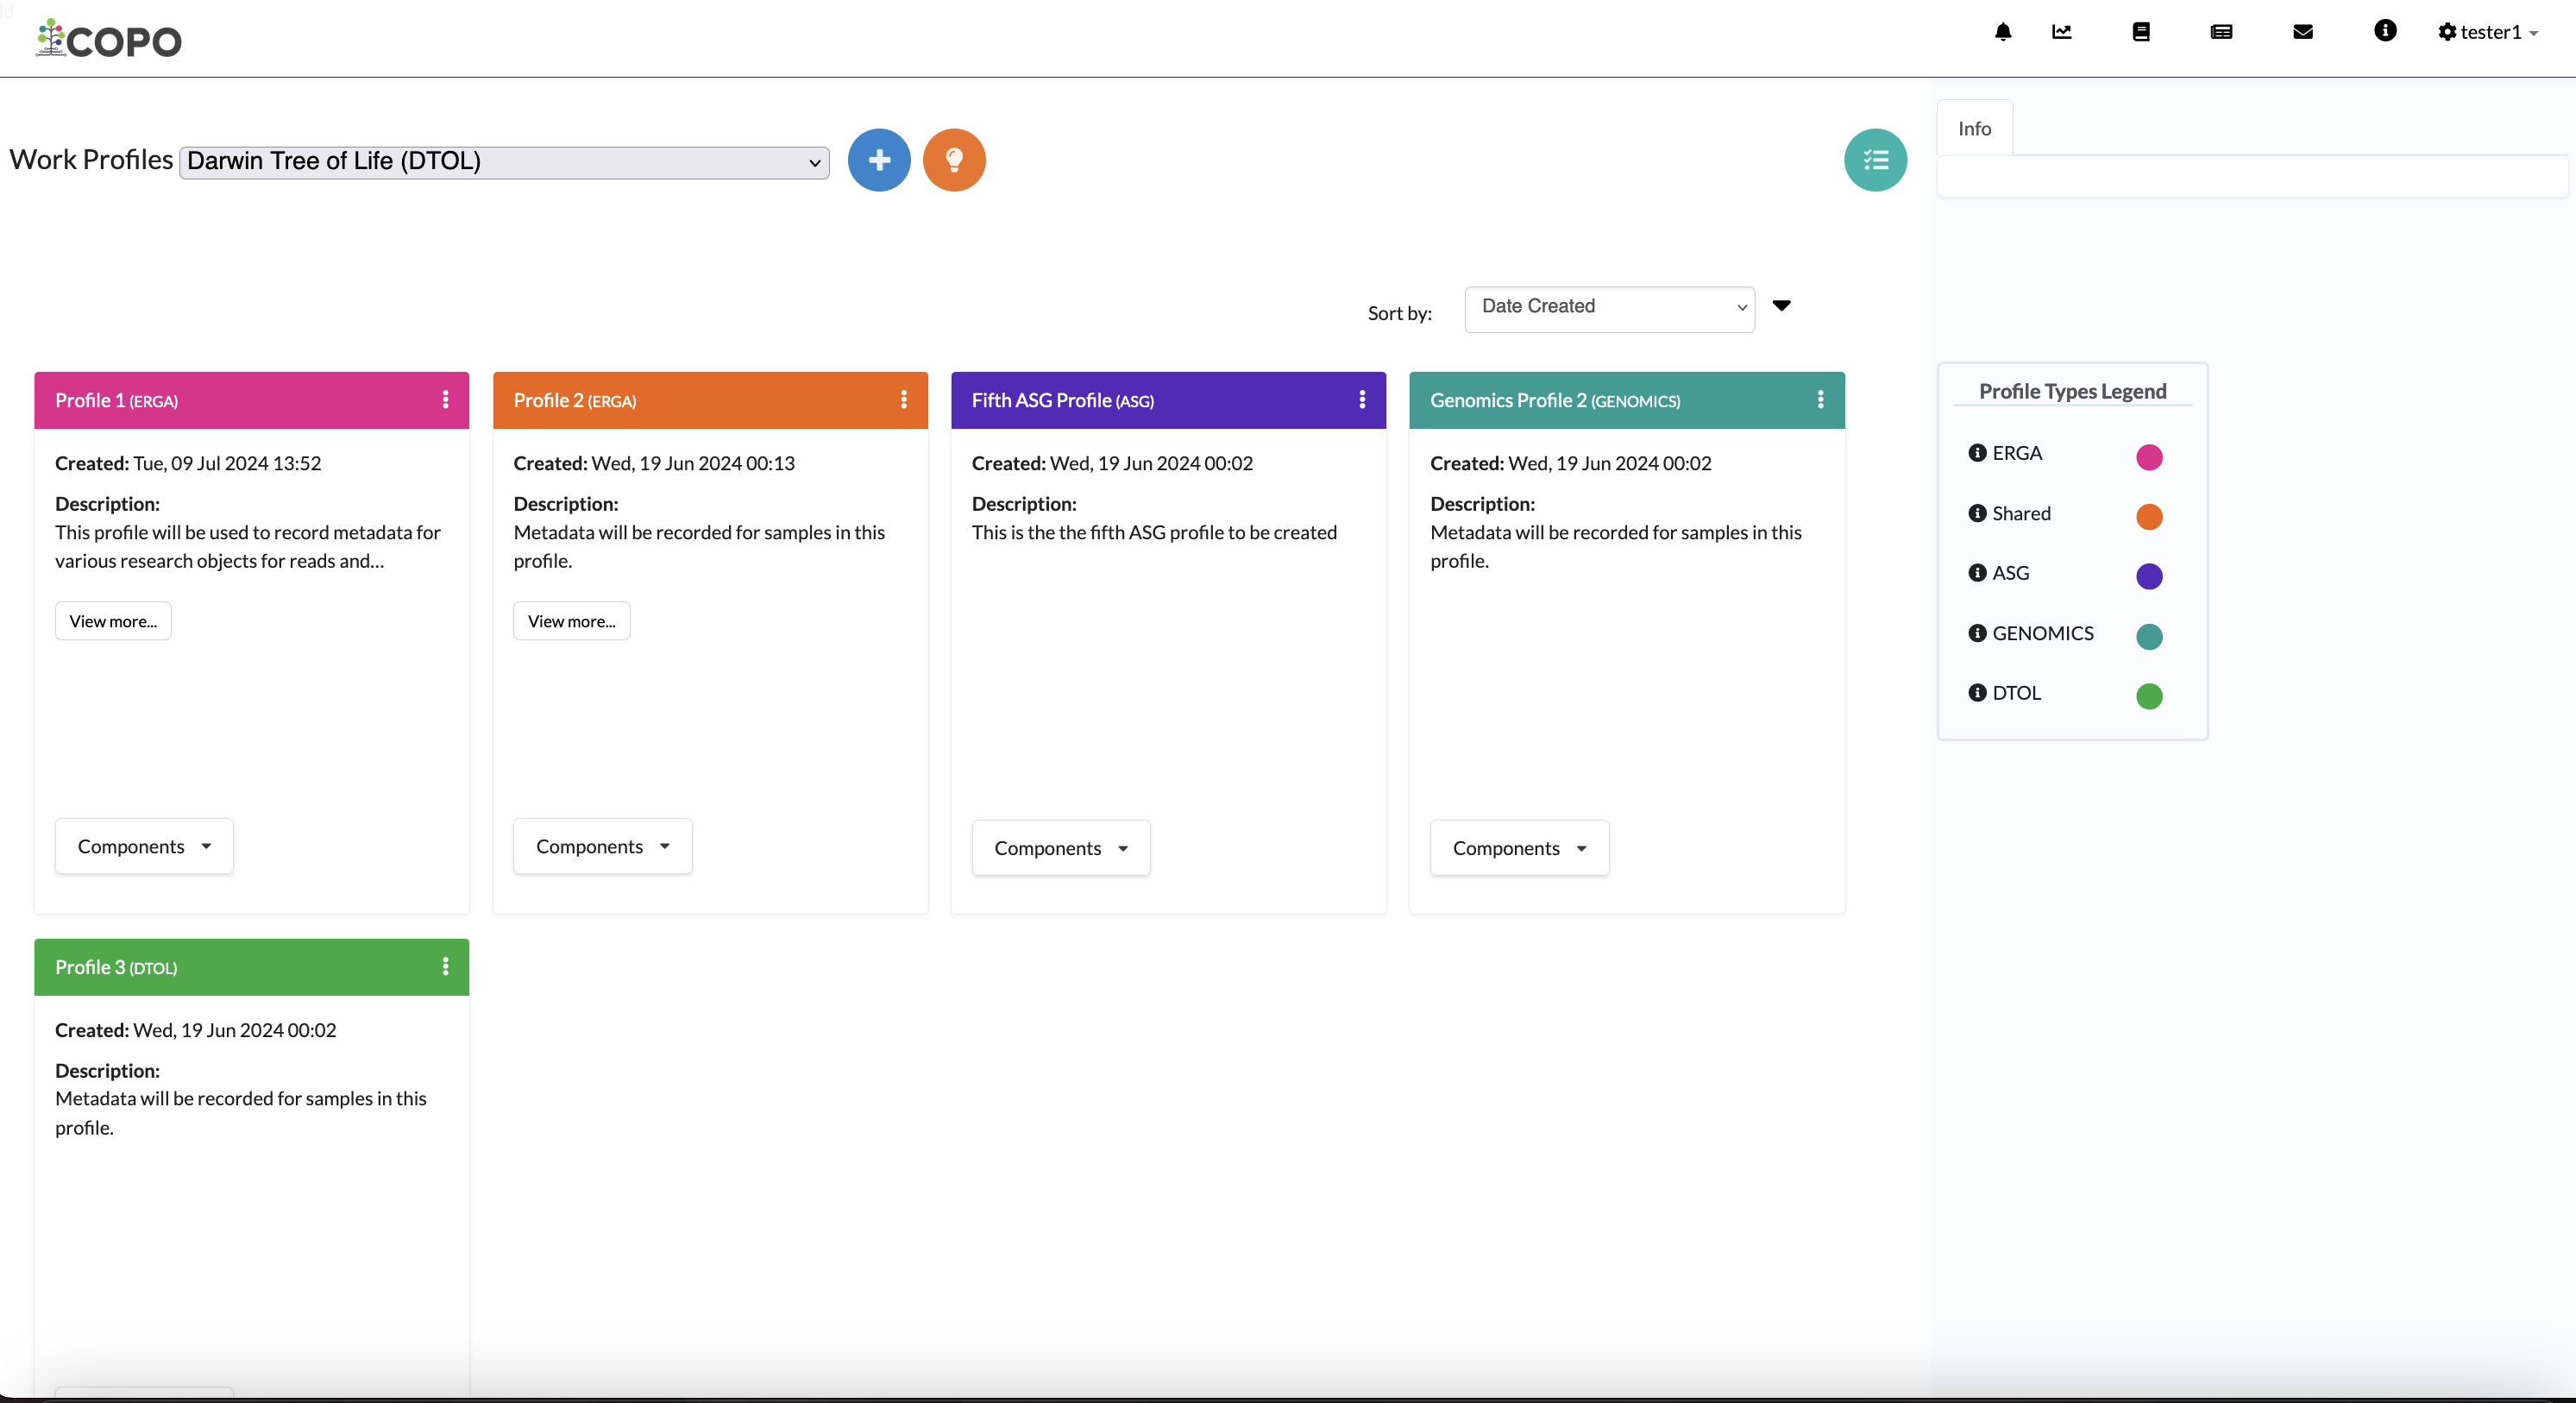 COPO
tester1
Work Profiles Darwin Tree of Life (DTOL)
Info
Sort by: Date Created
Profile 1 (ERGA)
Created: Tue, 09 Jul 2024 13:52
Description:
This profile will be used to record metadata for
various research objects for reads and...
View more...
Components
Profile 2 (ERGA)
Created: Wed, 19 Jun 2024 00:13
Description:
Metadata will be recorded for samples in this
profile.
View more...
Components
Fifth ASG Profile (ASG)
Created: Wed, 19 Jun 2024 00:02
Description:
This is the the fifth ASG profile to be created
Components
Genomics Profile 2 (GENOMICS)
Created: Wed, 19 Jun 2024 00:02
Description:
Metadata will be recorded for samples in this
profile.
Components
Profile 3 (DTOL)
Created: Wed, 19 Jun 2024 00:02
Description:
Metadata will be recorded for samples in this
profile.
Profile Types Legend
ERGA
Shared
ASG
GENOMICS
DTOL